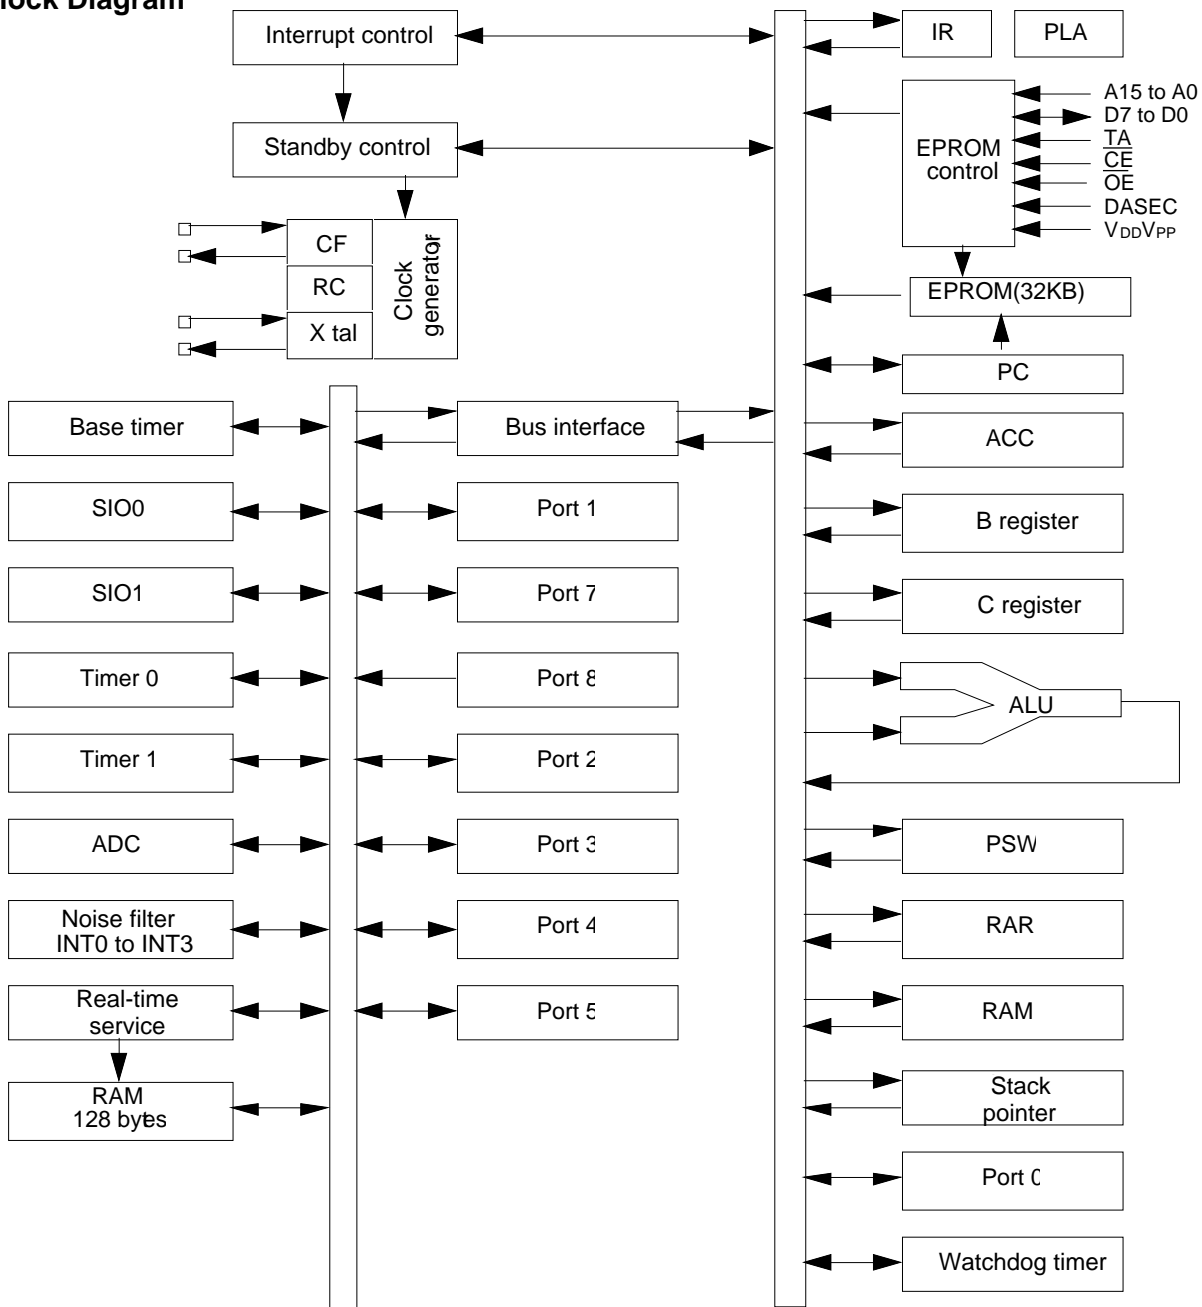 lock Diagram
Interrupt control
IR
PLA
Standby control
EPROM
control
A15 to A0
D7 to D0
TA
CE
OE
DASEC
VDDVPP
CF
RC
X tal
Clock
generator
EPROM(32KB)
PC
Base timer
Bus interface
ACC
SIO0
Port 1
B register
SIO1
Port 7
C register
Timer 0
Port 8
ALU
Timer 1
Port 2
ADC
Port 3
PSW
Noise filter
INT0 to INT3
Port 4
RAR
Real-time
service
Port 5
RAM
RAM
128 bytes
Stack
pointer
Port 0
Watchdog timer